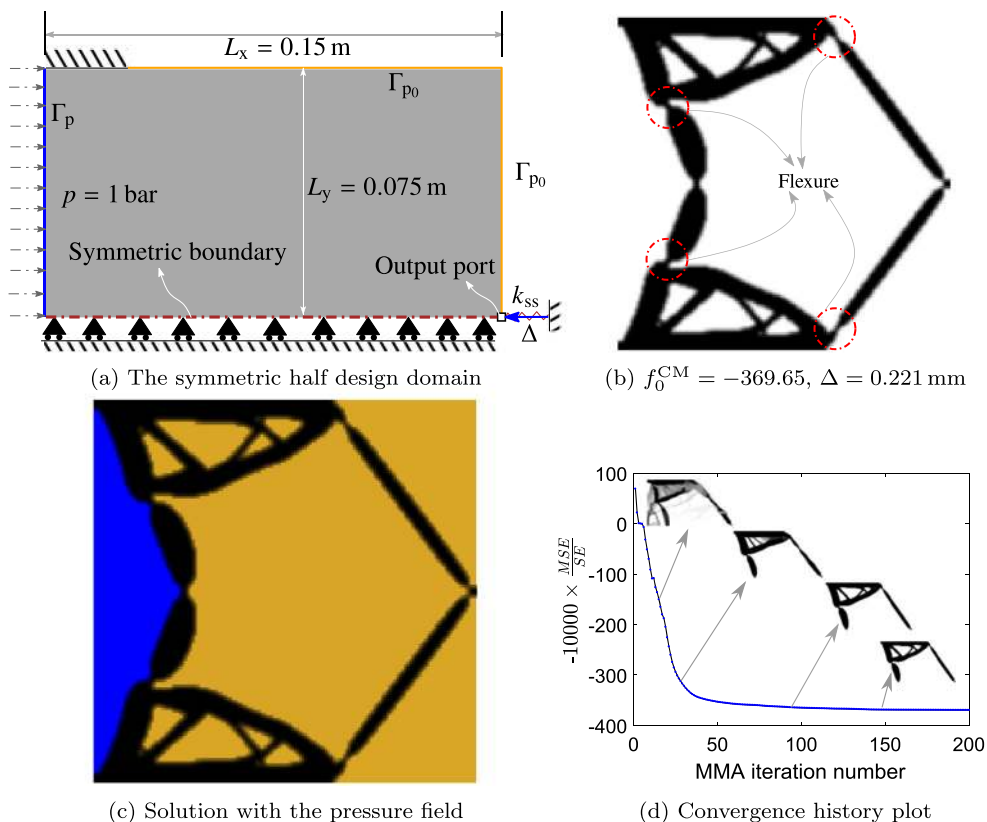 Lx = 0.15 m
Γp0
Γp
p = 1 bar
Ly = 0.075 m
Γp0
Symmetric boundary
Output port
kss
Δ
(a) The symmetric half design domain
Flexure
(b) f0^CM = −369.65, Δ = 0.221 mm
(c) Solution with the pressure field
100
0
-100
-200
-300
-400
-10000 × MSE/SE
0
50
100
150
200
MMA iteration number
(d) Convergence history plot